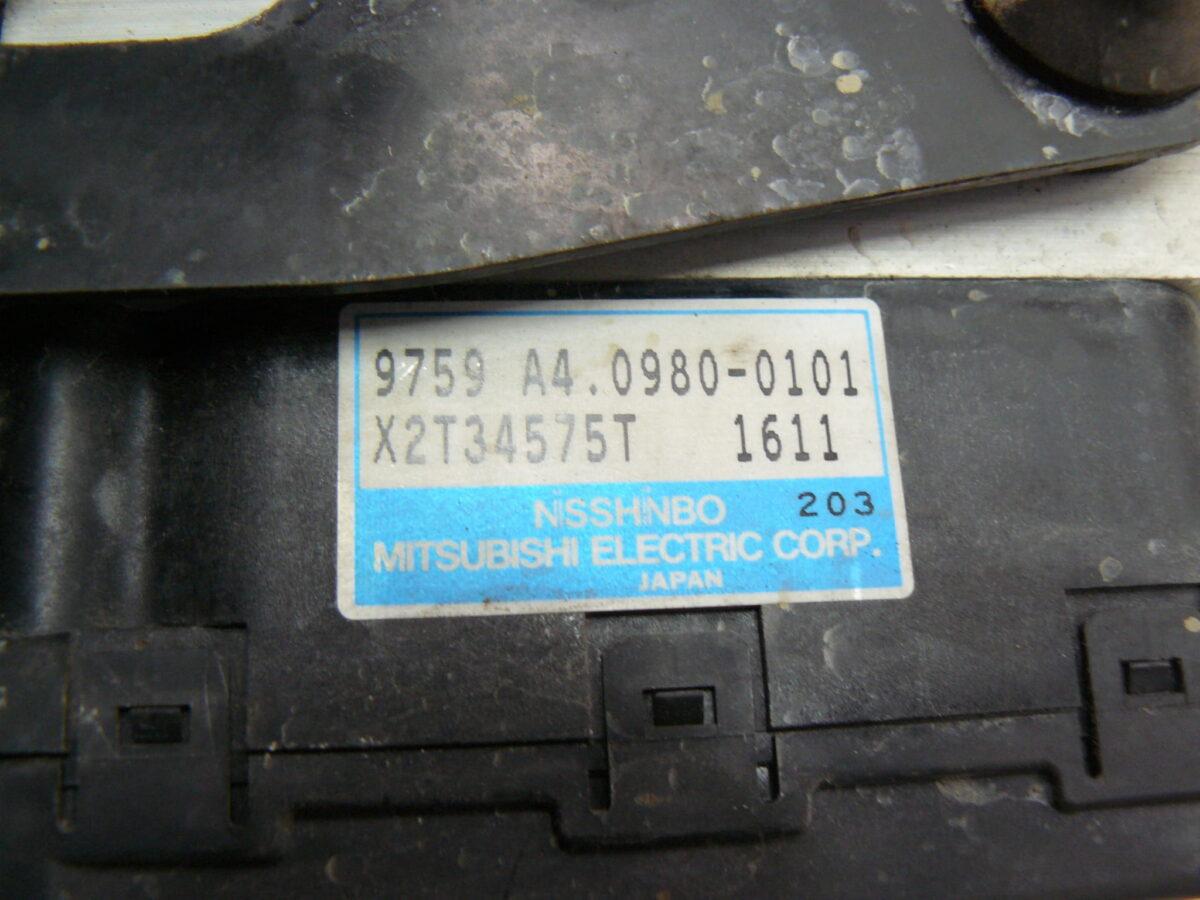 9759 A4.0980-0101
X2T34575T 1611
NISSHINBO 203
MITSUBISHI ELECTRIC CORP.
JAPAN